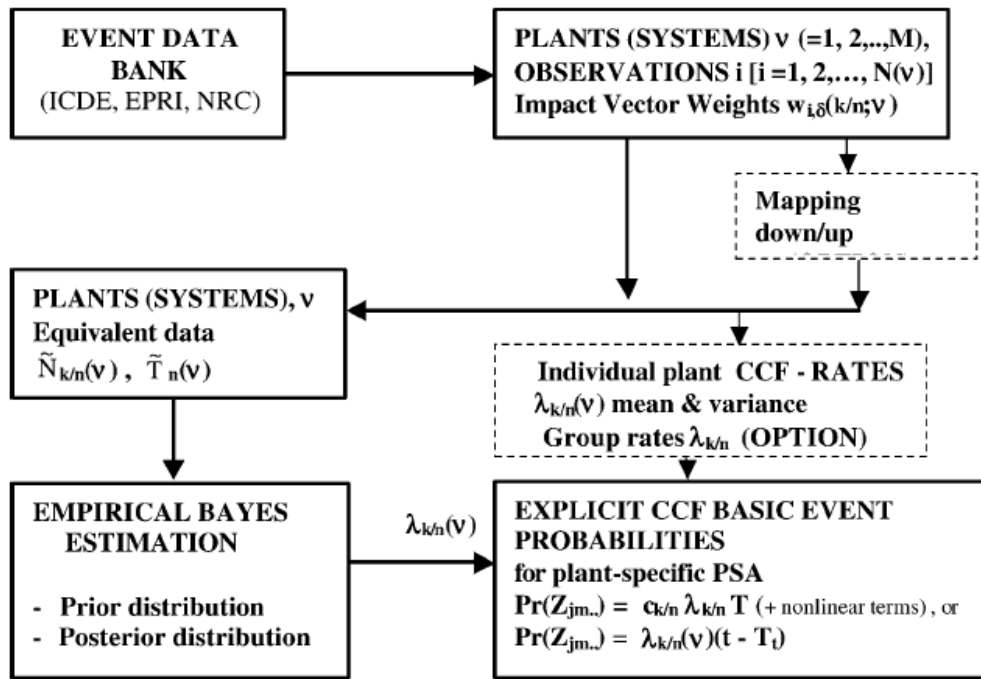 EVENT DATA
BANK
(ICDE, EPRI, NRC)
PLANTS (SYSTEMS) ν (=1, 2,..,M),
OBSERVATIONS i [i =1, 2,…, N(ν)]
Impact Vector Weights w_{i,δ}(k/n;ν)
Mapping
down/up
PLANTS (SYSTEMS), ν
Equivalent data
Ñ_{k/n}(ν) , T̃_n(ν)
Individual plant CCF - RATES
λ_{k/n}(ν) mean & variance
Group rates λ_{k/n} (OPTION)
EMPIRICAL BAYES
ESTIMATION
- Prior distribution
- Posterior distribution
λ_{k/n}(ν)
EXPLICIT CCF BASIC EVENT
PROBABILITIES
for plant-specific PSA
Pr(Z_{jm..}) = c_{k/n} λ_{k/n} T (+ nonlinear terms) , or
Pr(Z_{jm..}) = λ_{k/n}(ν)(t - T_t)